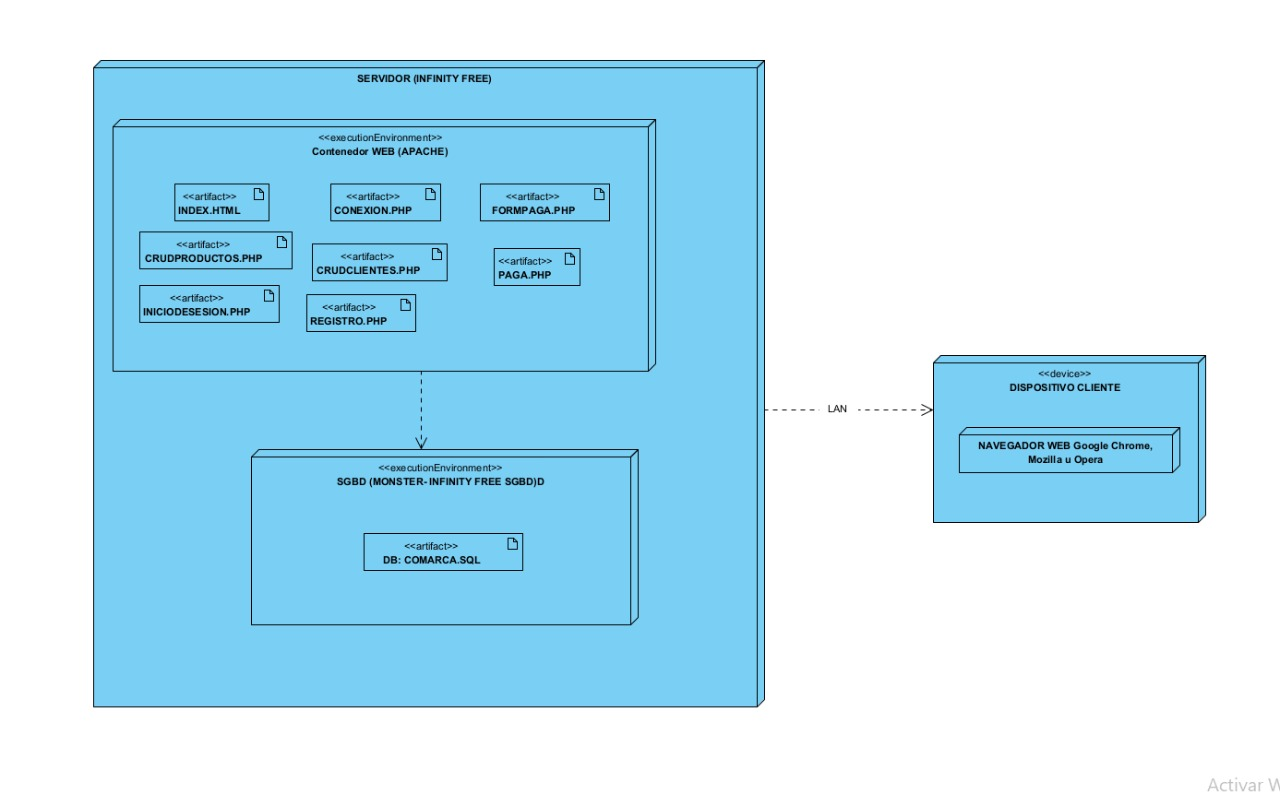 SERVIDOR (INFINITY FREE)
<<executionEnvironment>>
Contenedor WEB (APACHE)
<<artifact>>
INDEX.HTML
<<artifact>>
CONEXION.PHP
<<artifact>>
FORMPAGA.PHP
<<artifact>>
CRUDPRODUCTOS.PHP
<<artifact>>
CRUDCLIENTES.PHP
<<artifact>>
PAGA.PHP
<<artifact>>
INICIODESESION.PHP
<<artifact>>
REGISTRO.PHP
<<executionEnvironment>>
SGBD (MONSTER- INFINITY FREE SGBD)D
<<artifact>>
DB: COMARCA.SQL
LAN
<<device>>
DISPOSITIVO CLIENTE
NAVEGADOR WEB Google Chrome,
Mozilla u Opera
Activar W